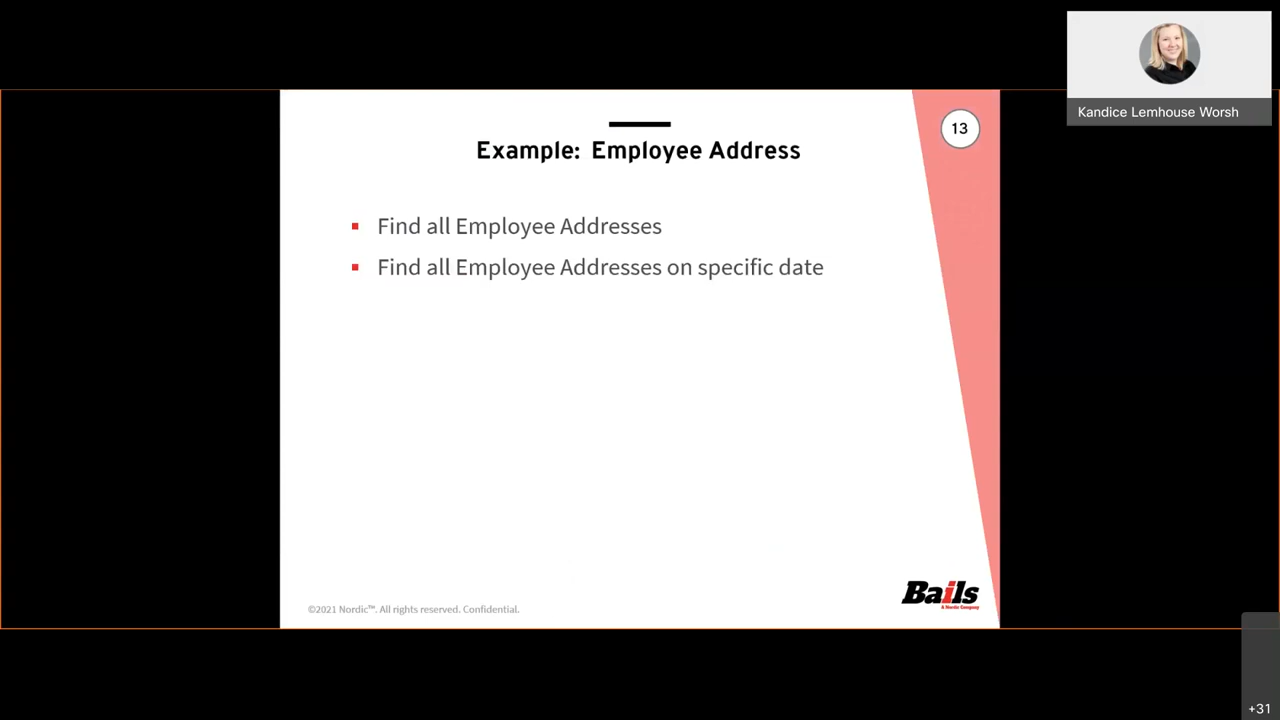 Kandice Lemhouse Worsh
13
Example: Employee Address
Find all Employee Addresses
Find all Employee Addresses on specific date
Bails
A Nordic Company
©2021 Nordic™. All rights reserved. Confidential.
+31